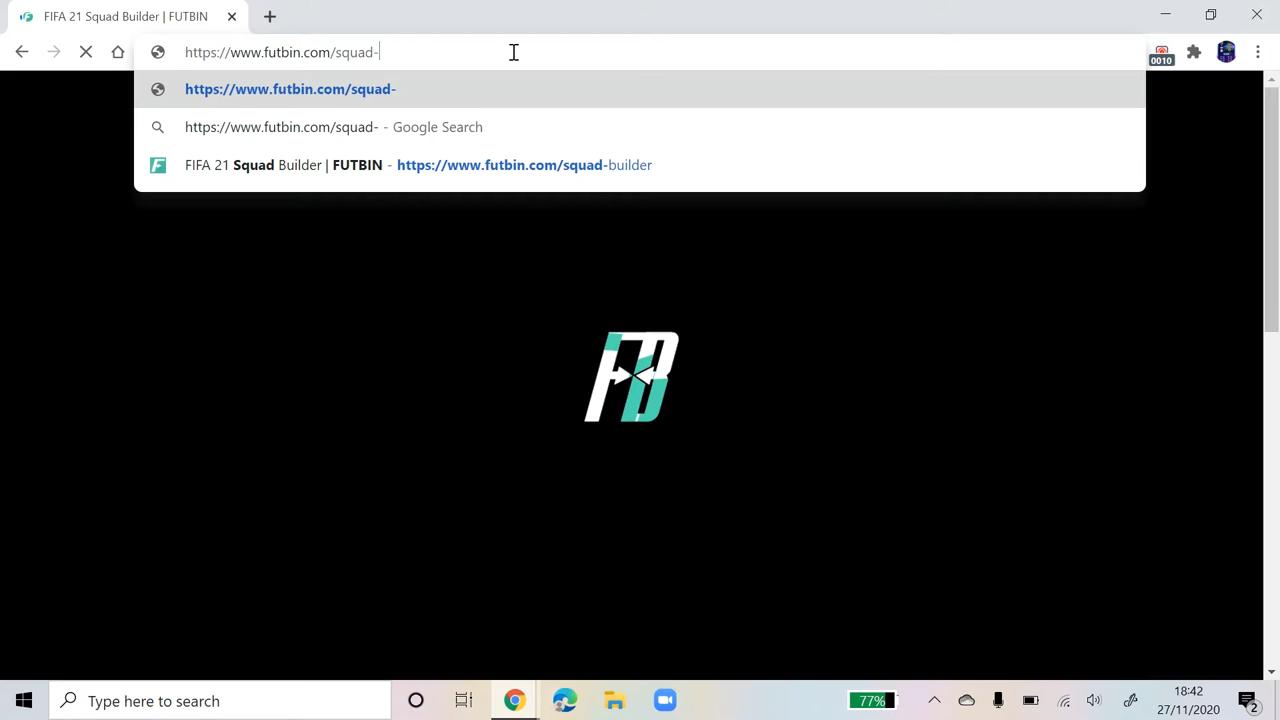 FIFA 21 Squad Builder | FUTBIN
https://www.futbin.com/squad-
0010
https://www.futbin.com/squad-
https://www.futbin.com/squad- - Google Search
FIFA 21 Squad Builder | FUTBIN - https://www.futbin.com/squad-builder
FB
Type here to search
77%
18:42
27/11/2020
2